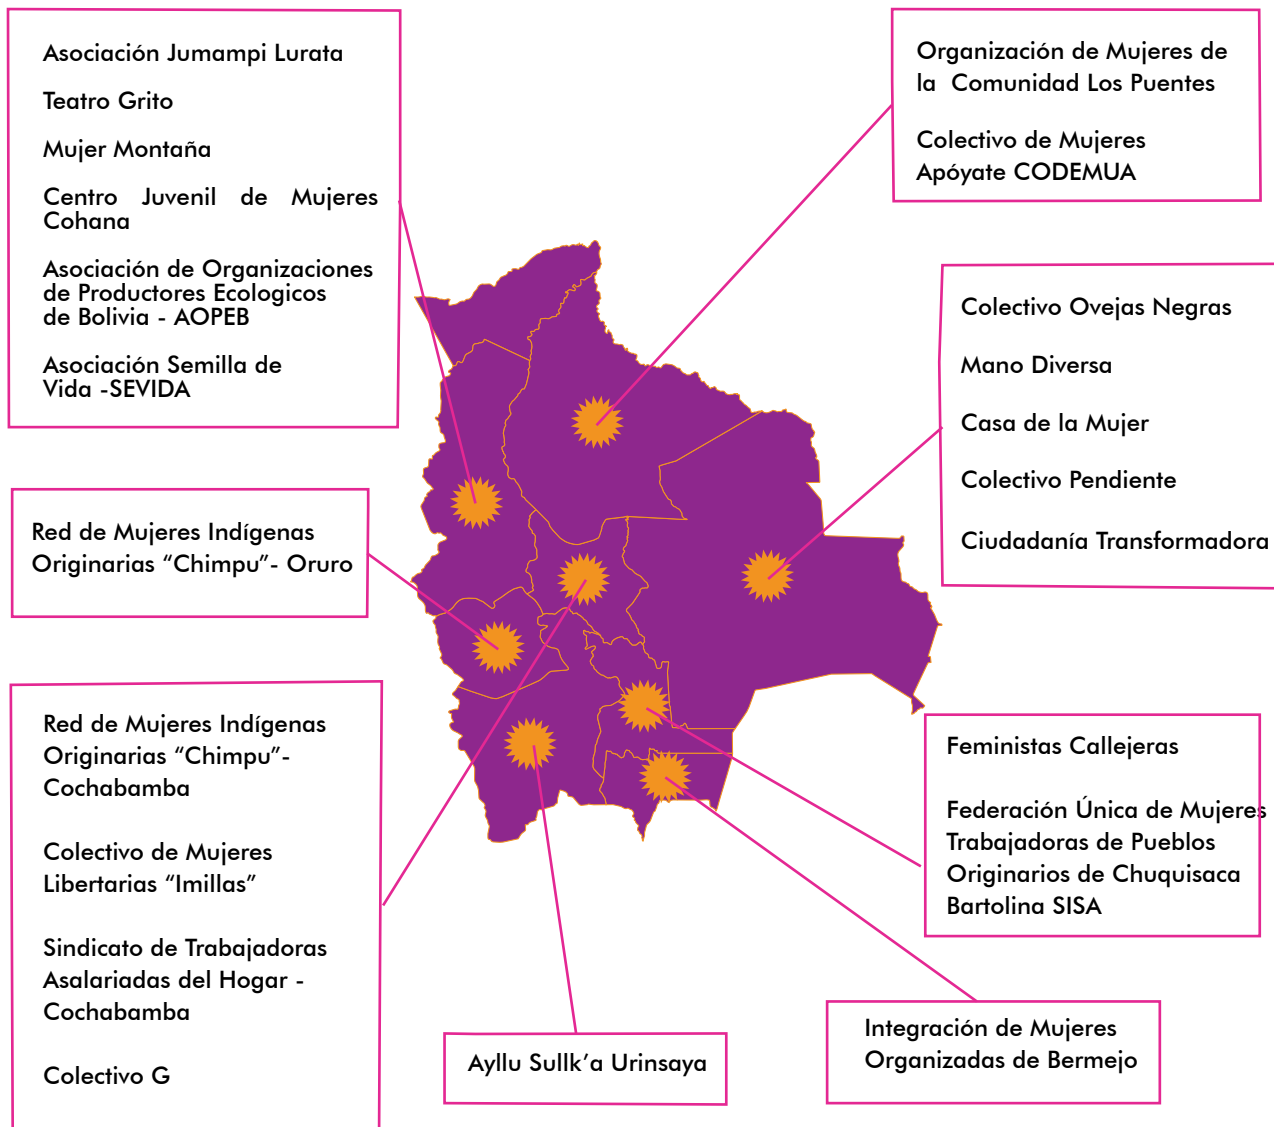 Asociación Jumampi Lurata
Teatro Grito
Mujer Montaña
Centro Juvenil de Mujeres
Cohana
Asociación de Organizaciones
de Productores Ecologicos
de Bolivia - AOPEB
Asociación Semilla de
Vida -SEVIDA
Organización de Mujeres de
la Comunidad Los Puentes
Colectivo de Mujeres
Apóyate CODEMUA
Colectivo Ovejas Negras
Mano Diversa
Casa de la Mujer
Colectivo Pendiente
Ciudadanía Transformadora
Red de Mujeres Indígenas
Originarias “Chimpu”- Oruro
Red de Mujeres Indígenas
Originarias “Chimpu”-
Cochabamba
Colectivo de Mujeres
Libertarias “Imillas”
Sindicato de Trabajadoras
Asalariadas del Hogar -
Cochabamba
Colectivo G
Feministas Callejeras
Federación Única de Mujeres
Trabajadoras de Pueblos
Originarios de Chuquisaca
Bartolina SISA
Ayllu Sullk’a Urinsaya
Integración de Mujeres
Organizadas de Bermejo